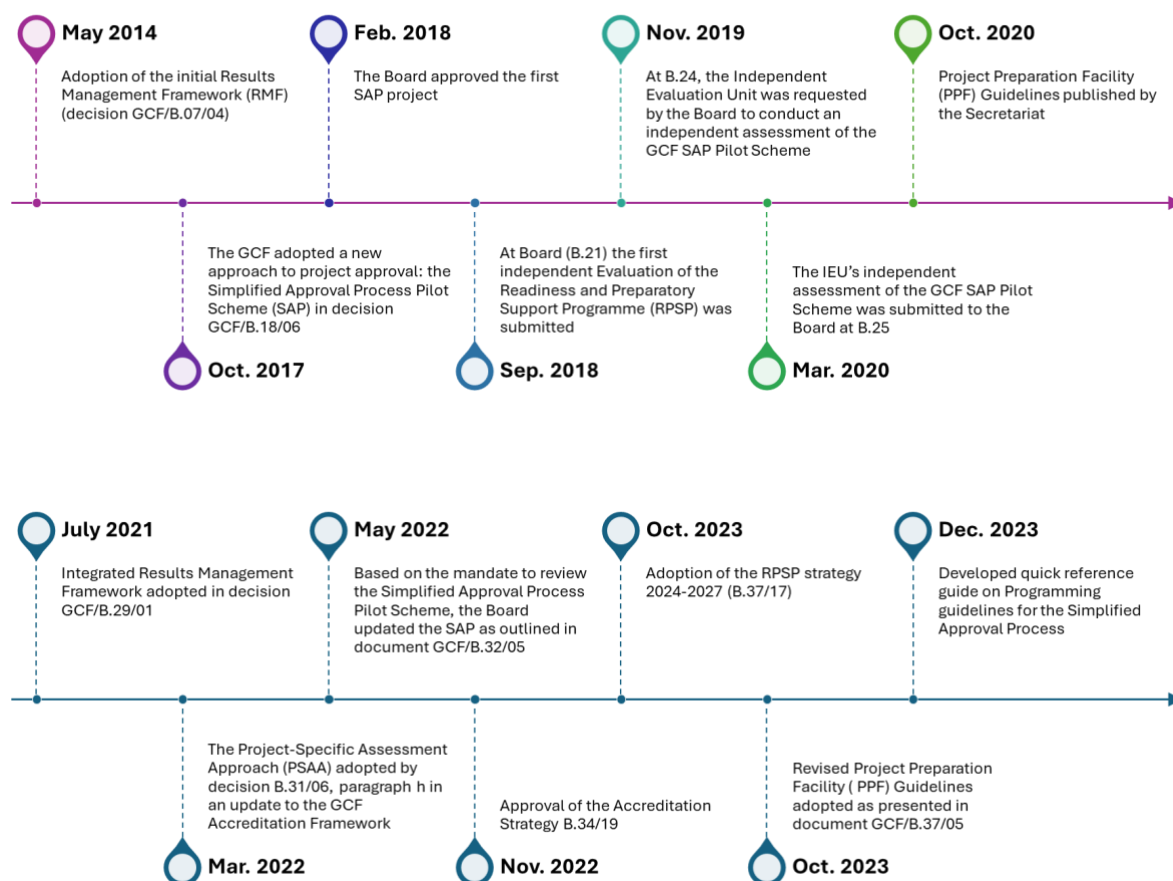 May 2014
Adoption of the initial Results
Management Framework (RMF)
(decision GCF/B.07/04)
Feb. 2018
The Board approved the first
SAP project
Nov. 2019
At B.24, the Independent
Evaluation Unit was requested
by the Board to conduct an
independent assessment of the
GCF SAP Pilot Scheme
Oct. 2020
Project Preparation Facility
(PPF) Guidelines published by
the Secretariat
The GCF adopted a new
approach to project approval: the
Simplified Approval Process Pilot
Scheme (SAP) in decision
GCF/B.18/06
Oct. 2017
At Board (B.21) the first
independent Evaluation of the
Readiness and Preparatory
Support Programme (RPSP) was
submitted
Sep. 2018
The IEU's independent
assessment of the GCF SAP Pilot
Scheme was submitted to the
Board at B.25
Mar. 2020
July 2021
Integrated Results Management
Framework adopted in decision
GCF/B.29/01
May 2022
Based on the mandate to review
the Simplified Approval Process
Pilot Scheme, the Board
updated the SAP as outlined in
document GCF/B.32/05
Oct. 2023
Adoption of the RPSP strategy
2024-2027 (B.37/17)
Dec. 2023
Developed quick reference
guide on Programming
guidelines for the Simplified
Approval Process
The Project-Specific Assessment
Approach (PSAA) adopted by
decision B.31/06, paragraph h in
an update to the GCF
Accreditation Framework
Mar. 2022
Approval of the Accreditation
Strategy B.34/19
Nov. 2022
Revised Project Preparation
Facility ( PPF) Guidelines
adopted as presented in
document GCF/B.37/05
Oct. 2023